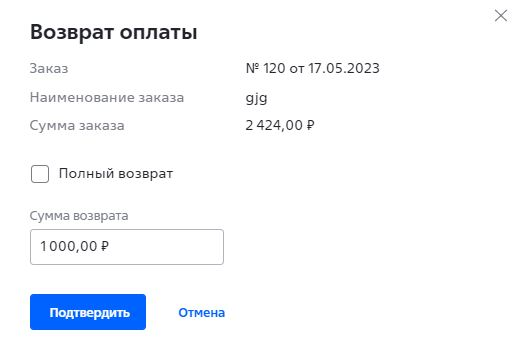 Возврат оплаты
Заказ № 120 от 17.05.2023
Наименование заказа gjg
Сумма заказа 2 424,00 ₽
Полный возврат
Сумма возврата
1 000,00 ₽
Подтвердить Отмена